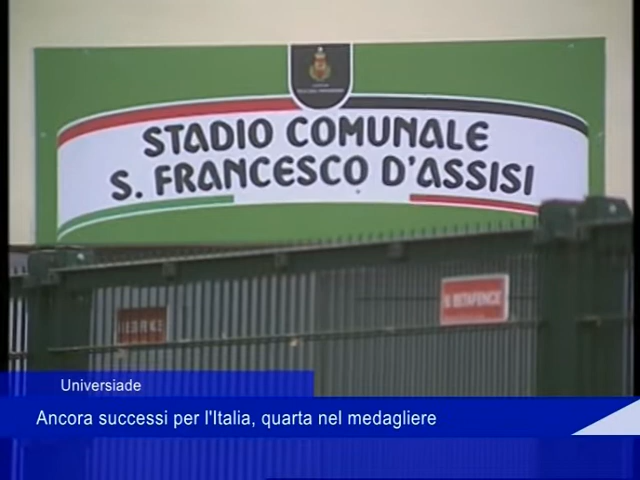 STADIO COMUNALE
S. FRANCESCO D'ASSISI
BETAFENCE
Universiade
Ancora successi per l'Italia, quarta nel medagliere